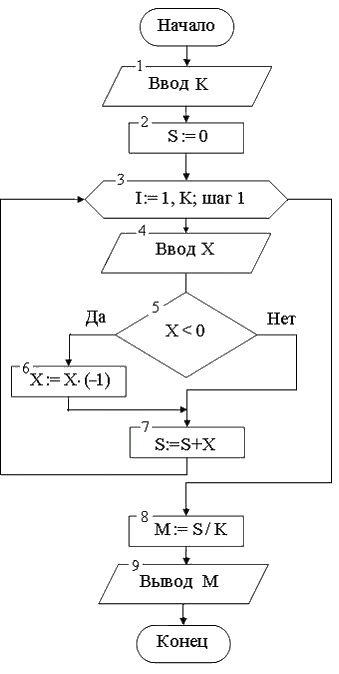 Начало
1
Ввод K
2
S := 0
3
I := 1, K; шаг 1
4
Ввод X
5
Да
Нет
X < 0
6
X := X· (–1)
7
S:=S+X
8
M := S / K
9
Вывод M
Конец